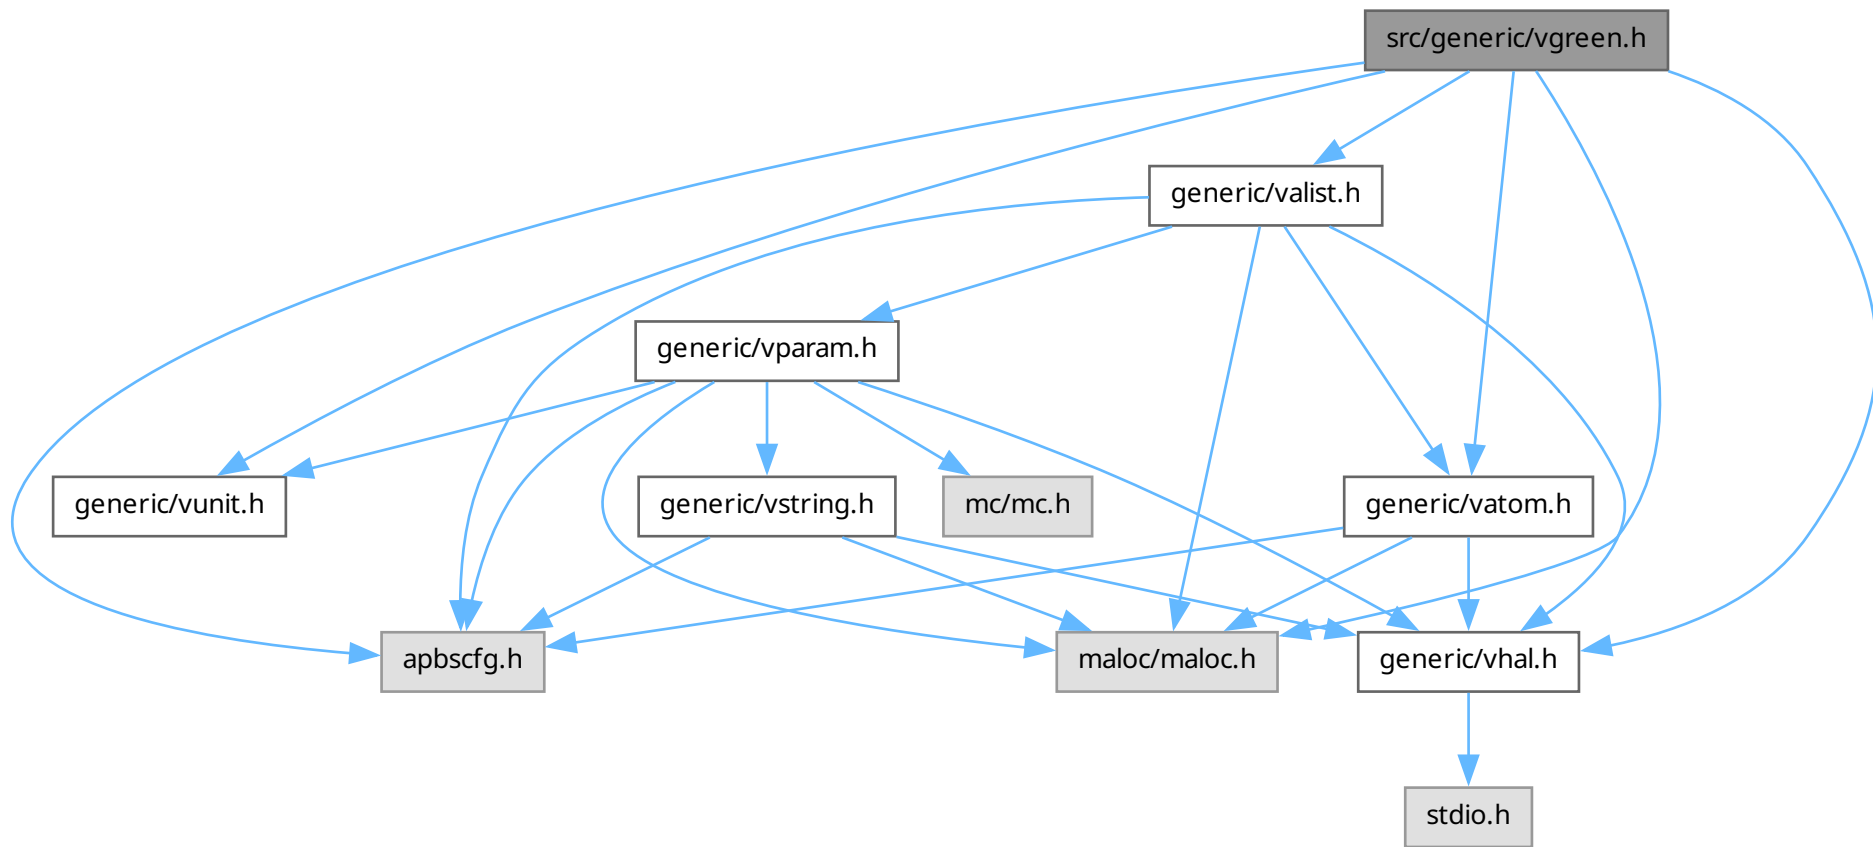 src/generic/vgreen.h
generic/valist.h
generic/vparam.h
generic/vunit.h
generic/vstring.h
mc/mc.h
generic/vatom.h
apbscfg.h
maloc/maloc.h
generic/vhal.h
stdio.h